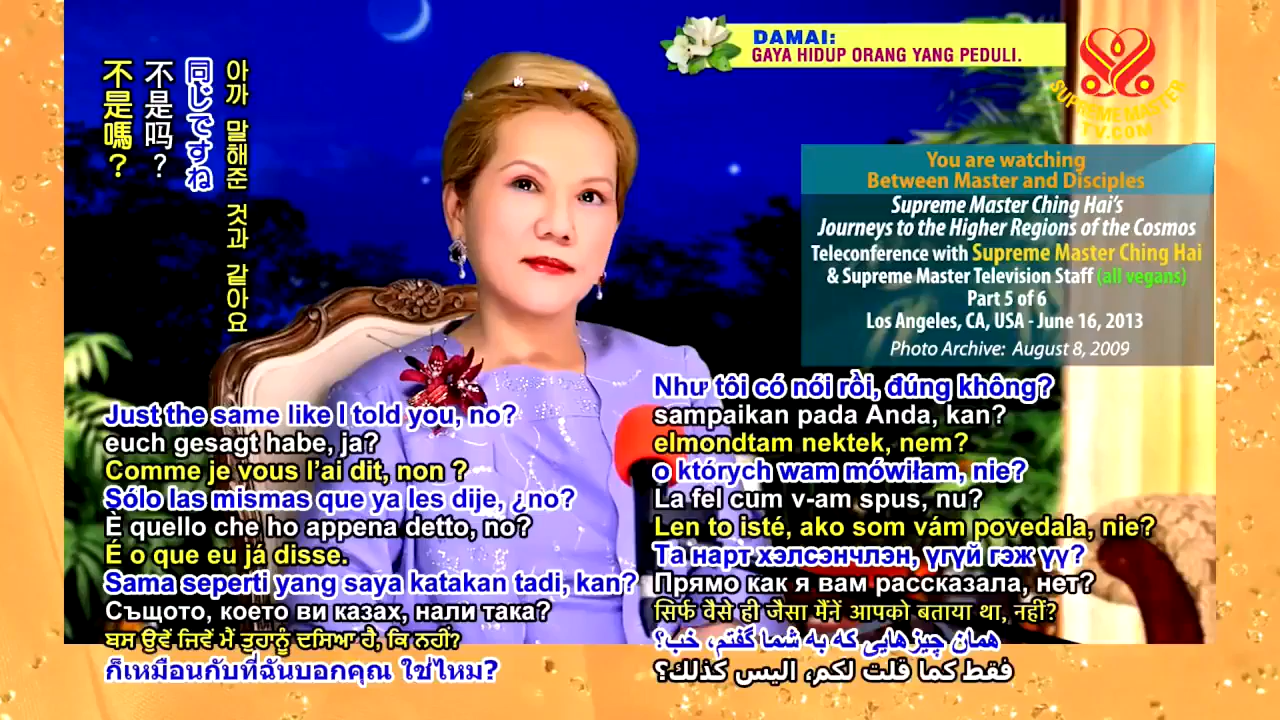 DAMAI:
GAYA HIDUP ORANG YANG PEDULI.
SUPREME MASTER
TV.COM
아까 말해준 것과 같아요
同じですね
不是吗？
不是嗎？
You are watching
Between Master and Disciples
Supreme Master Ching Hai's
Journeys to the Higher Regions of the Cosmos
Teleconference with Supreme Master Ching Hai
& Supreme Master Television Staff (all vegans)
Part 5 of 6
Los Angeles, CA, USA - June 16, 2013
Photo Archive: August 8, 2009
Just the same like I told you, no?
euch gesagt habe, ja?
Comme je vous l'ai dit, non ?
Sólo las mismas que ya les dije, ¿no?
È quello che ho appena detto, no?
É o que eu já disse.
Sama seperti yang saya katakan tadi, kan?
Същото, което ви казах, нали така?
ਬਸ ਉਵੇਂ ਜਿਵੇਂ ਮੈਂ ਤੁਹਾਨੂੰ ਦਸਿਆ ਹੈ, ਕਿ ਨਹੀਂ?
ก็เหมือนกับที่ฉันบอกคุณ ใช่ไหม?
Như tôi có nói rồi, đúng không?
sampaikan pada Anda, kan?
elmondtam nektek, nem?
o których wam mówiłam, nie?
La fel cum v-am spus, nu?
Len to isté, ako som vám povedala, nie?
Та нарт хэлсэнчлэн, үгүй гэж үү?
Прямо как я вам рассказала, нет?
सिर्फ वैसे ही जैसा मैंनें आपको बताया था, नहीं?
همان چیزهایی که به شما گفتم، خب؟
فقط كما قلت لكم، اليس كذلك؟